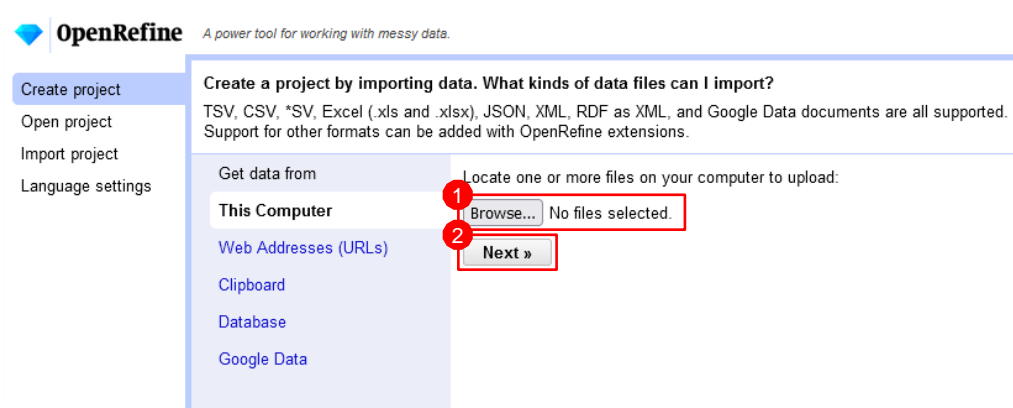 OpenRefine A power tool for working with messy data.
Create project
Open project
Import project
Language settings
Create a project by importing data. What kinds of data files can I import?
TSV, CSV, *SV, Excel (.xls and .xlsx), JSON, XML, RDF as XML, and Google Data documents are all supported.
Support for other formats can be added with OpenRefine extensions.
Get data from
This Computer
Web Addresses (URLs)
Clipboard
Database
Google Data
Locate one or more files on your computer to upload:
1
Browse... No files selected.
2
Next »